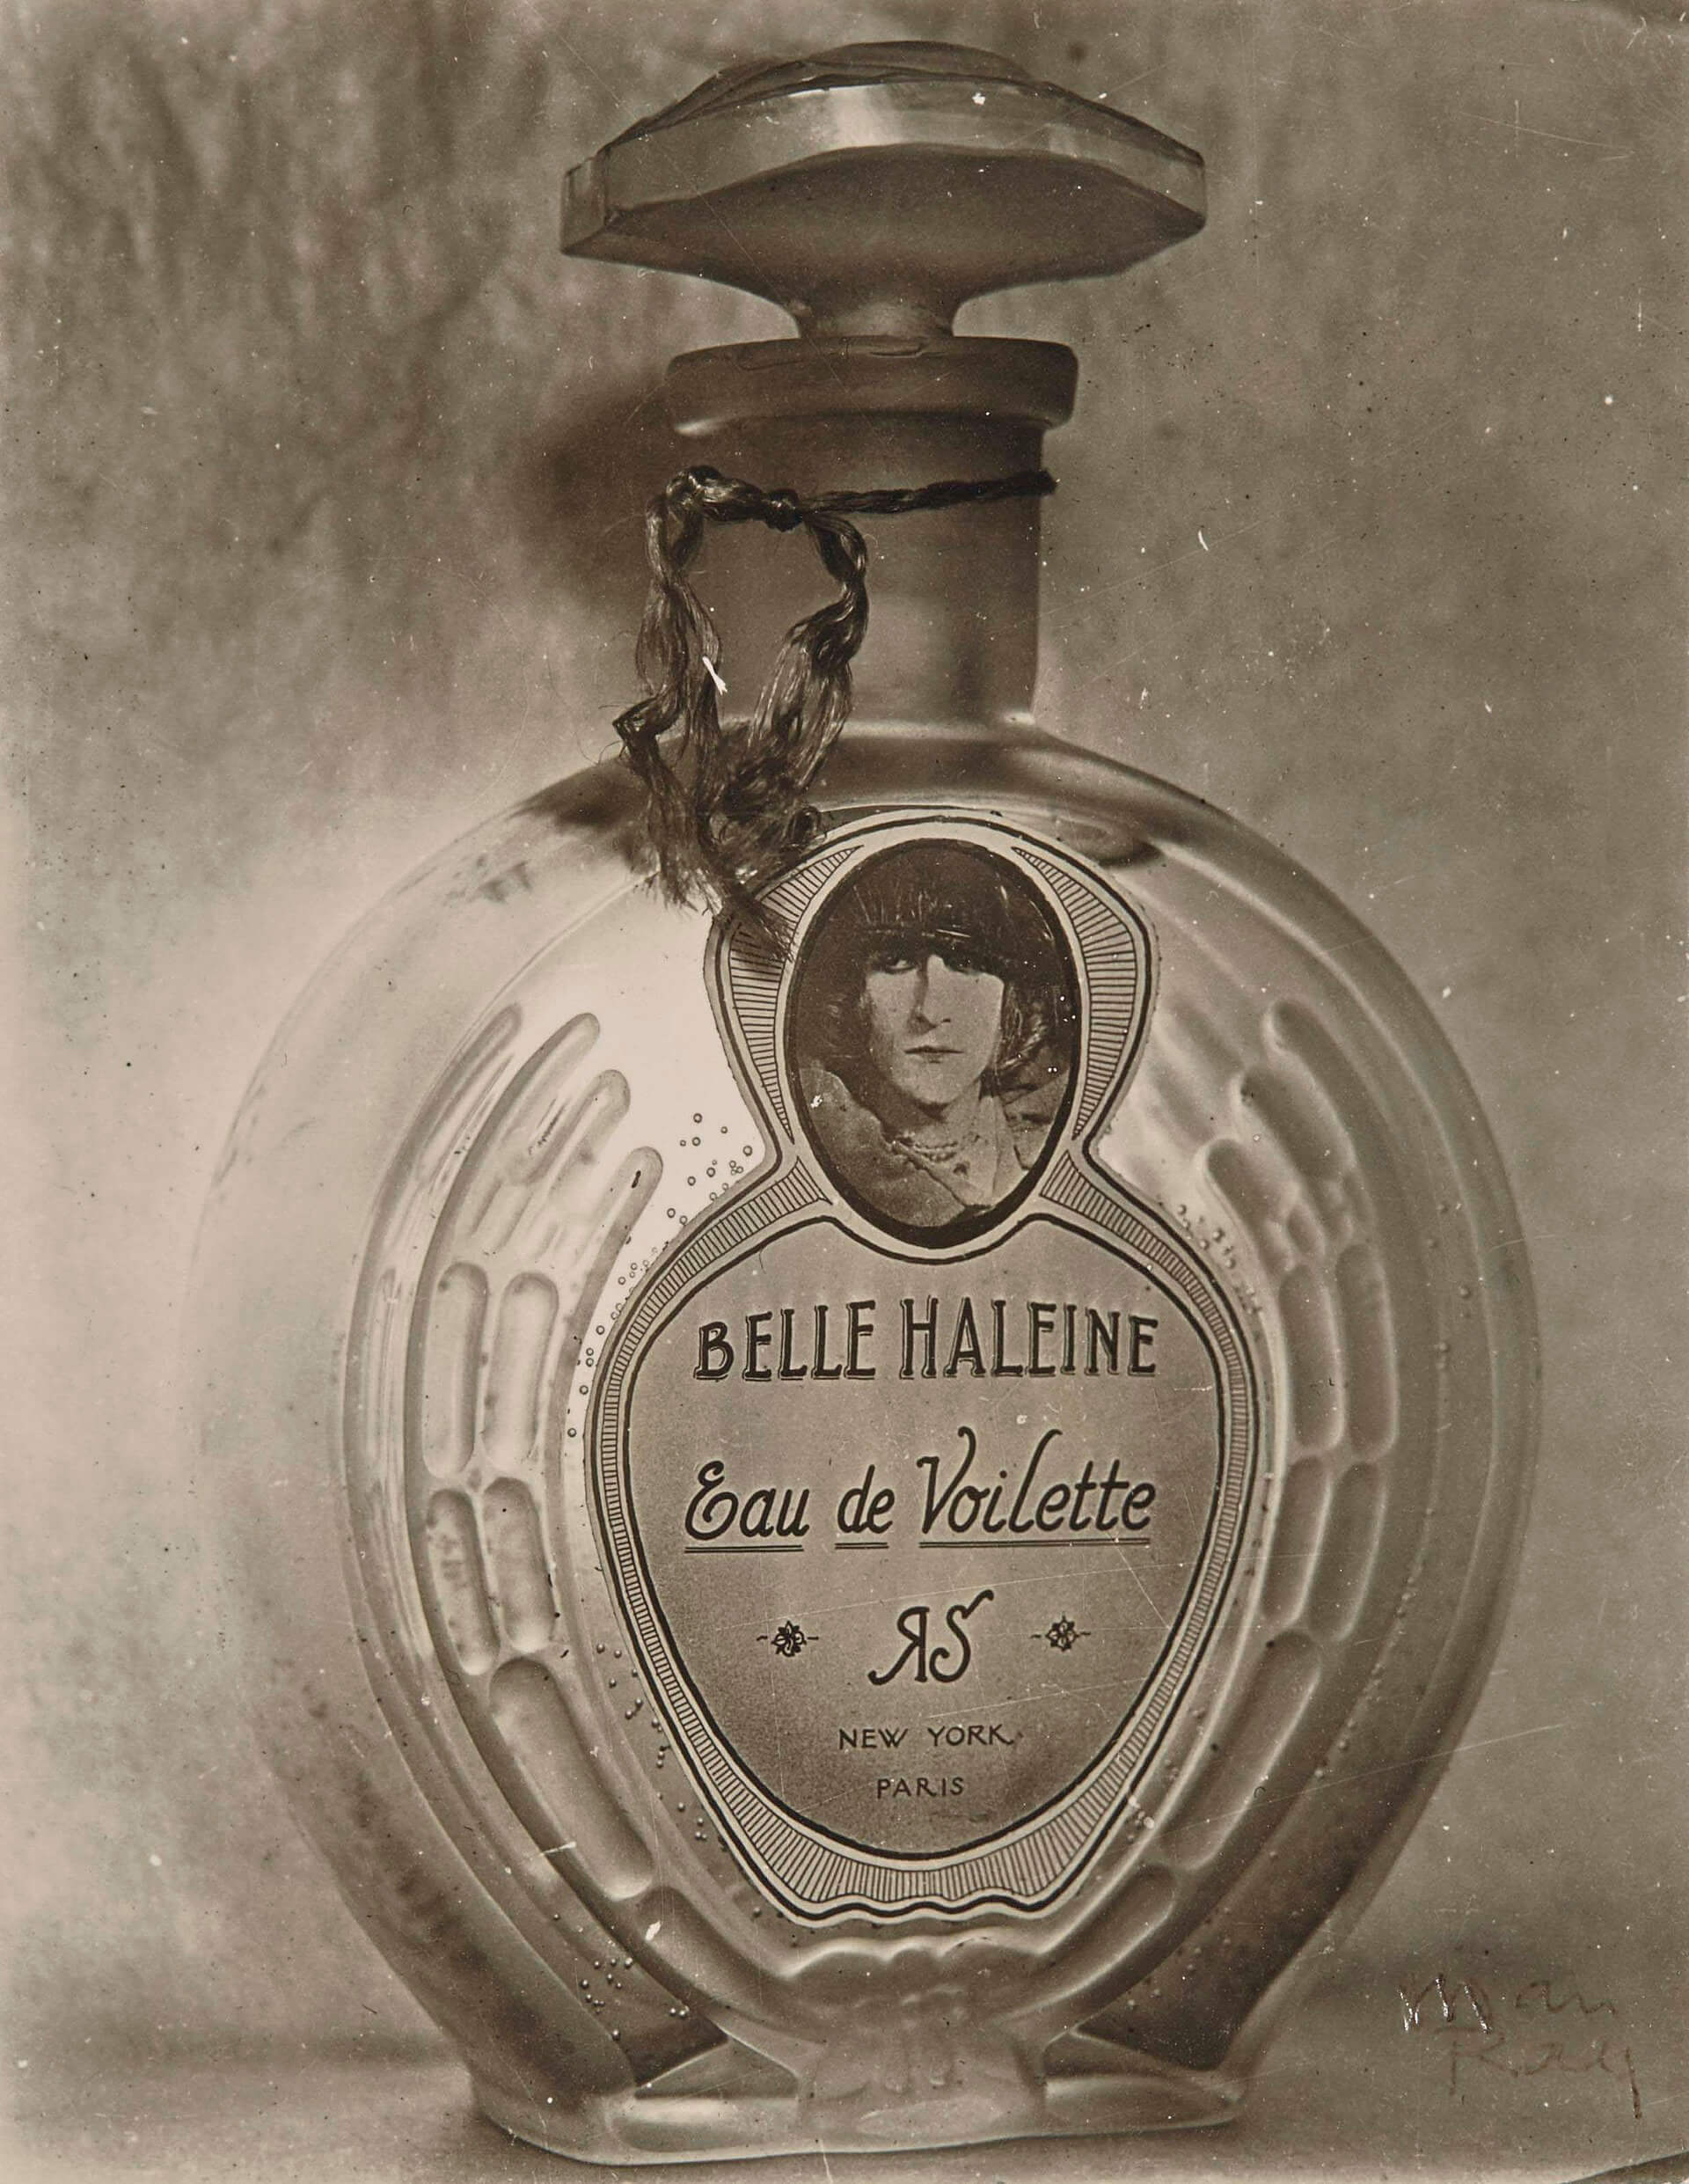 BELLE HALEINE
Eau de Voilette
RS
NEW YORK
PARIS
Man
Ray